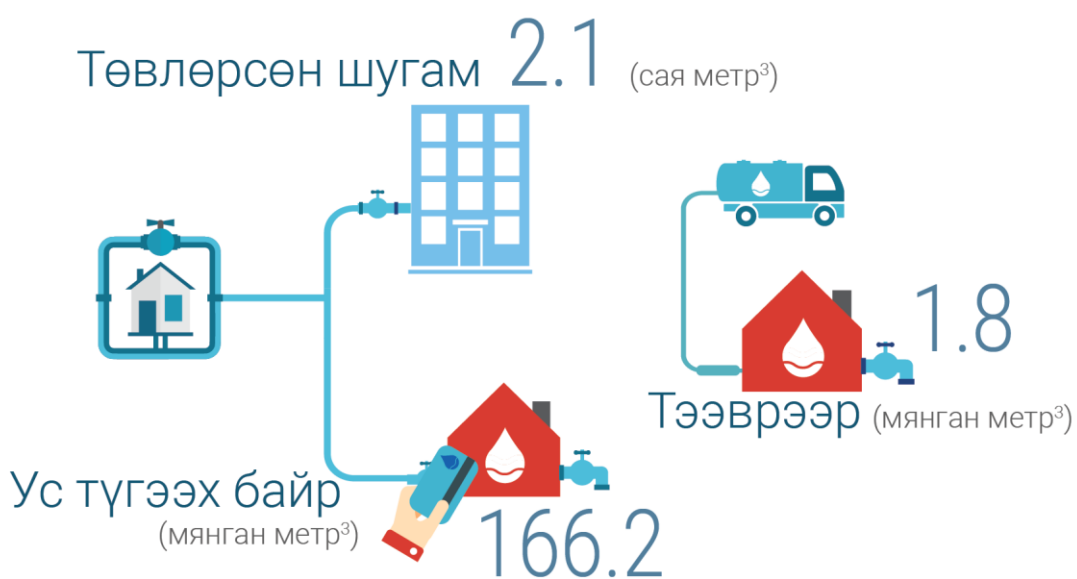 Төвлөрсөн шугам 2.1 (сая метр³)
1.8
Тээврээр (мянган метр³)
Ус түгээх байр
(мянган метр³)
166.2